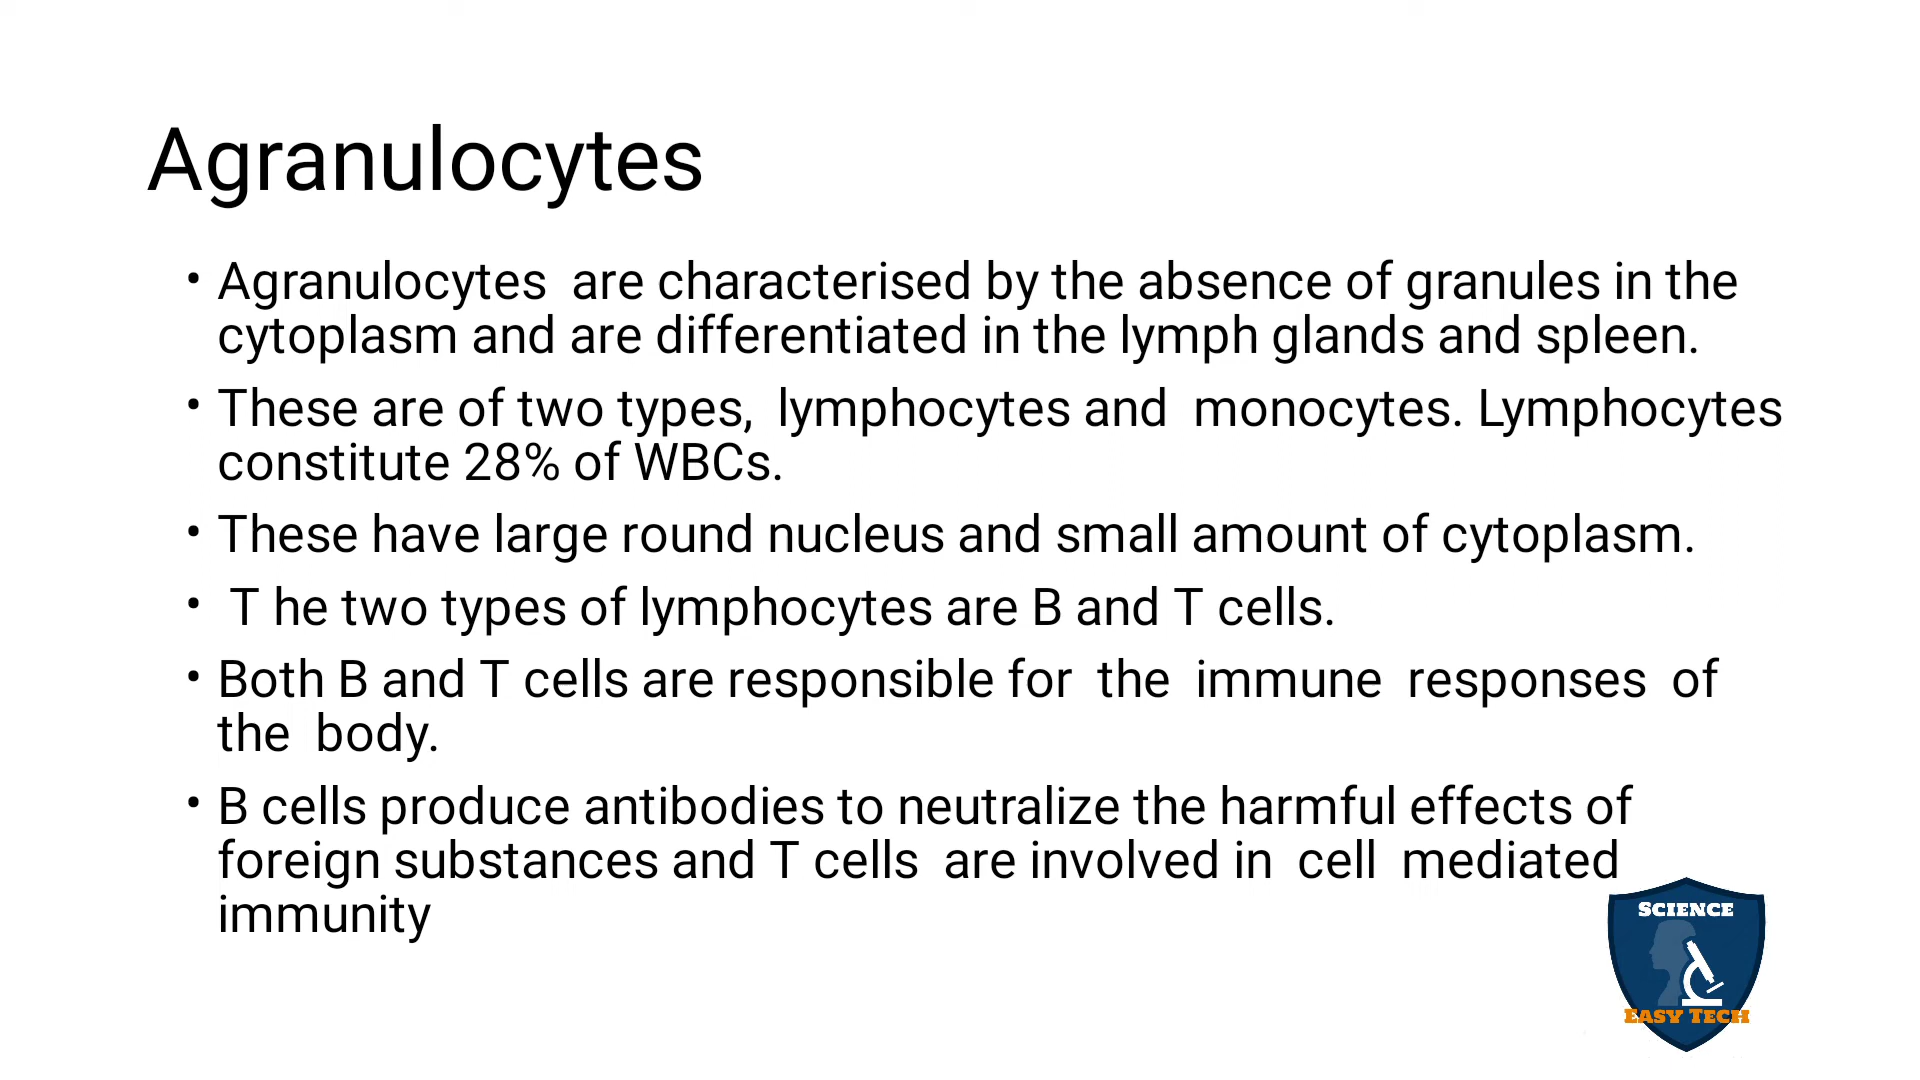 Agranulocytes
• Agranulocytes  are characterised by the absence of granules in the
cytoplasm and are differentiated in the lymph glands and spleen.
• These are of two types,  lymphocytes and  monocytes. Lymphocytes
constitute 28% of WBCs.
• These have large round nucleus and small amount of cytoplasm.
•  T he two types of lymphocytes are B and T cells.
• Both B and T cells are responsible for  the  immune  responses  of
the  body.
• B cells produce antibodies to neutralize the harmful effects of
foreign substances and T cells  are involved in  cell  mediated
immunity
SCIENCE
EASY TECH